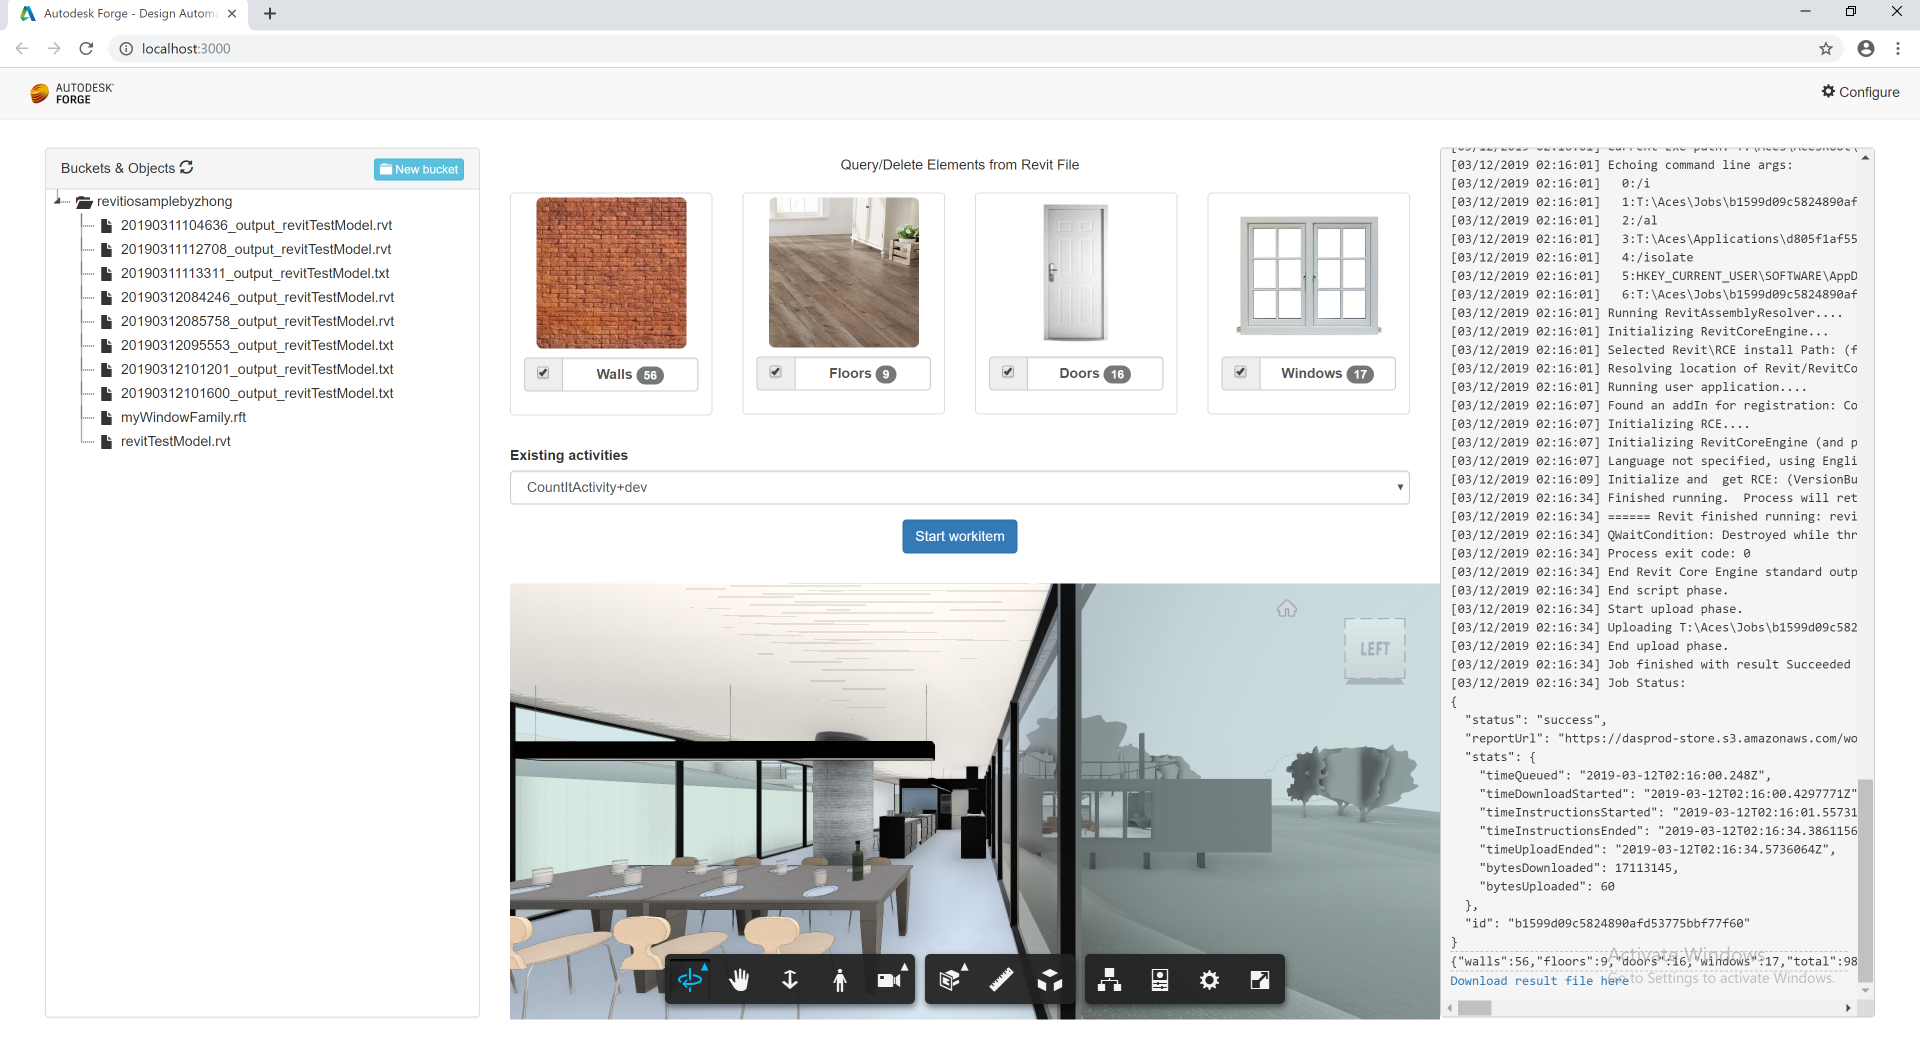 Autodesk Forge - Design Autom
localhost:3000
AUTODESK
FORGE
Configure
Buckets & Objects
New bucket
revitiosamplebyzhong
20190311104636_output_revitTestModel.rvt
20190311112708_output_revitTestModel.rvt
20190311113311_output_revitTestModel.txt
20190312084246_output_revitTestModel.rvt
20190312085758_output_revitTestModel.rvt
20190312095553_output_revitTestModel.txt
20190312101201_output_revitTestModel.txt
20190312101600_output_revitTestModel.txt
myWindowFamily.rft
revitTestModel.rvt
Query/Delete Elements from Revit File
Walls 56
Floors 9
Doors 16
Windows 17
Existing activities
CountItActivity+dev
Start workitem
LEFT
[03/12/2019 02:16:01] Echoing command line args:
[03/12/2019 02:16:01]   0:/i
[03/12/2019 02:16:01]   1:T:\Aces\Jobs\b1599d09c5824890af
[03/12/2019 02:16:01]   2:/al
[03/12/2019 02:16:01]   3:T:\Aces\Applications\d805f1af55
[03/12/2019 02:16:01]   4:/isolate
[03/12/2019 02:16:01]   5:HKEY_CURRENT_USER\SOFTWARE\AppD
[03/12/2019 02:16:01]   6:T:\Aces\Jobs\b1599d09c5824890af
[03/12/2019 02:16:01] Running RevitAssemblyResolver....
[03/12/2019 02:16:01] Initializing RevitCoreEngine...
[03/12/2019 02:16:01] Selected Revit\RCE install Path: (f
[03/12/2019 02:16:01] Resolving location of Revit/RevitCo
[03/12/2019 02:16:01] Running user application....
[03/12/2019 02:16:07] Found an addIn for registration: Co
[03/12/2019 02:16:07] Initializing RCE....
[03/12/2019 02:16:07] Initializing RevitCoreEngine (and p
[03/12/2019 02:16:07] Language not specified, using Engli
[03/12/2019 02:16:09] Initialize and  get RCE: (VersionBu
[03/12/2019 02:16:34] Finished running.  Process will ret
[03/12/2019 02:16:34] ====== Revit finished running: revi
[03/12/2019 02:16:34] QWaitCondition: Destroyed while thr
[03/12/2019 02:16:34] Process exit code: 0
[03/12/2019 02:16:34] End Revit Core Engine standard outp
[03/12/2019 02:16:34] End script phase.
[03/12/2019 02:16:34] Start upload phase.
[03/12/2019 02:16:34] Uploading T:\Aces\Jobs\b1599d09c582
[03/12/2019 02:16:34] End upload phase.
[03/12/2019 02:16:34] Job finished with result Succeeded
[03/12/2019 02:16:34] Job Status:
{
"status": "success",
"reportUrl": "https://dasprod-store.s3.amazonaws.com/wo
"stats": {
"timeQueued": "2019-03-12T02:16:00.248Z",
"timeDownloadStarted": "2019-03-12T02:16:00.4297771Z"
"timeInstructionsStarted": "2019-03-12T02:16:01.55731
"timeInstructionsEnded": "2019-03-12T02:16:34.3861156
"timeUploadEnded": "2019-03-12T02:16:34.5736064Z",
"bytesDownloaded": 17113145,
"bytesUploaded": 60
},
"id": "b1599d09c5824890afd53775bbf77f60"
}
{"walls":56,"floors":9,"doors":16,"windows":17,"total":98
Download result file here
Activate Windows
Go to Settings to activate Windows.